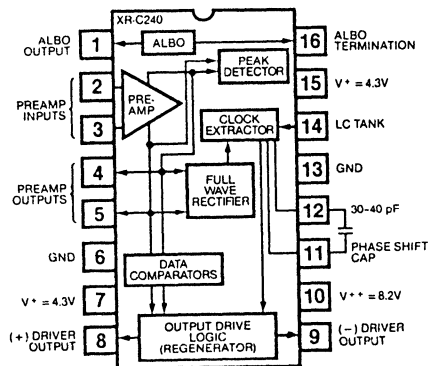 XR-C240
ALBO OUTPUT
1
ALBO
16
ALBO TERMINATION
PEAK DETECTOR
2
PREAMP INPUTS
3
PRE-AMP
15
V+ = 4.3V
CLOCK EXTRACTOR
14
LC TANK
4
PREAMP OUTPUTS
5
FULL WAVE RECTIFIER
13
GND
12
30-40 pF
11
PHASE SHIFT CAP
GND
6
DATA COMPARATORS
V+ = 4.3V
7
10
V++ = 8.2V
(+) DRIVER OUTPUT
8
OUTPUT DRIVE LOGIC (REGENERATOR)
9
(−) DRIVER OUTPUT